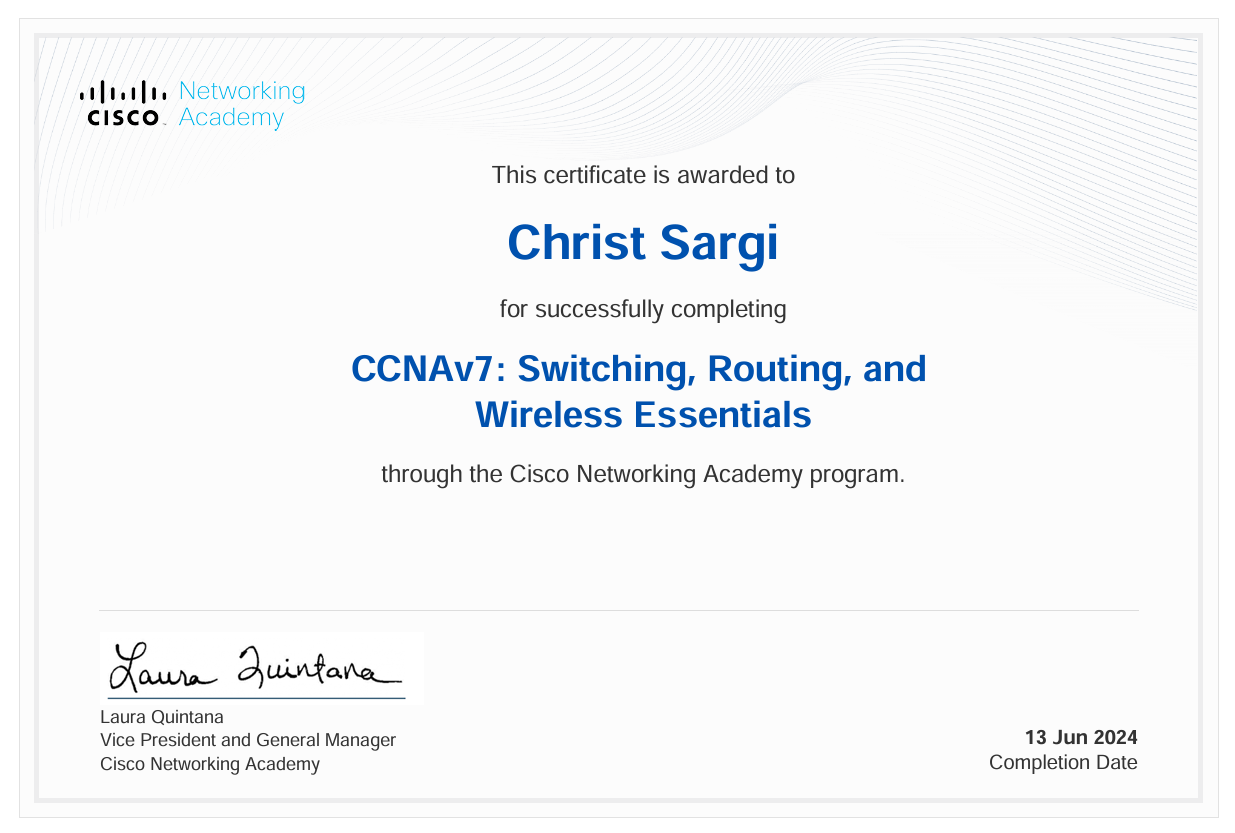 CISCO
Networking
Academy
This certificate is awarded to
Christ Sargi
for successfully completing
CCNAv7: Switching, Routing, and
Wireless Essentials
through the Cisco Networking Academy program.
Laura Quintana
Laura Quintana
Vice President and General Manager
Cisco Networking Academy
13 Jun 2024
Completion Date